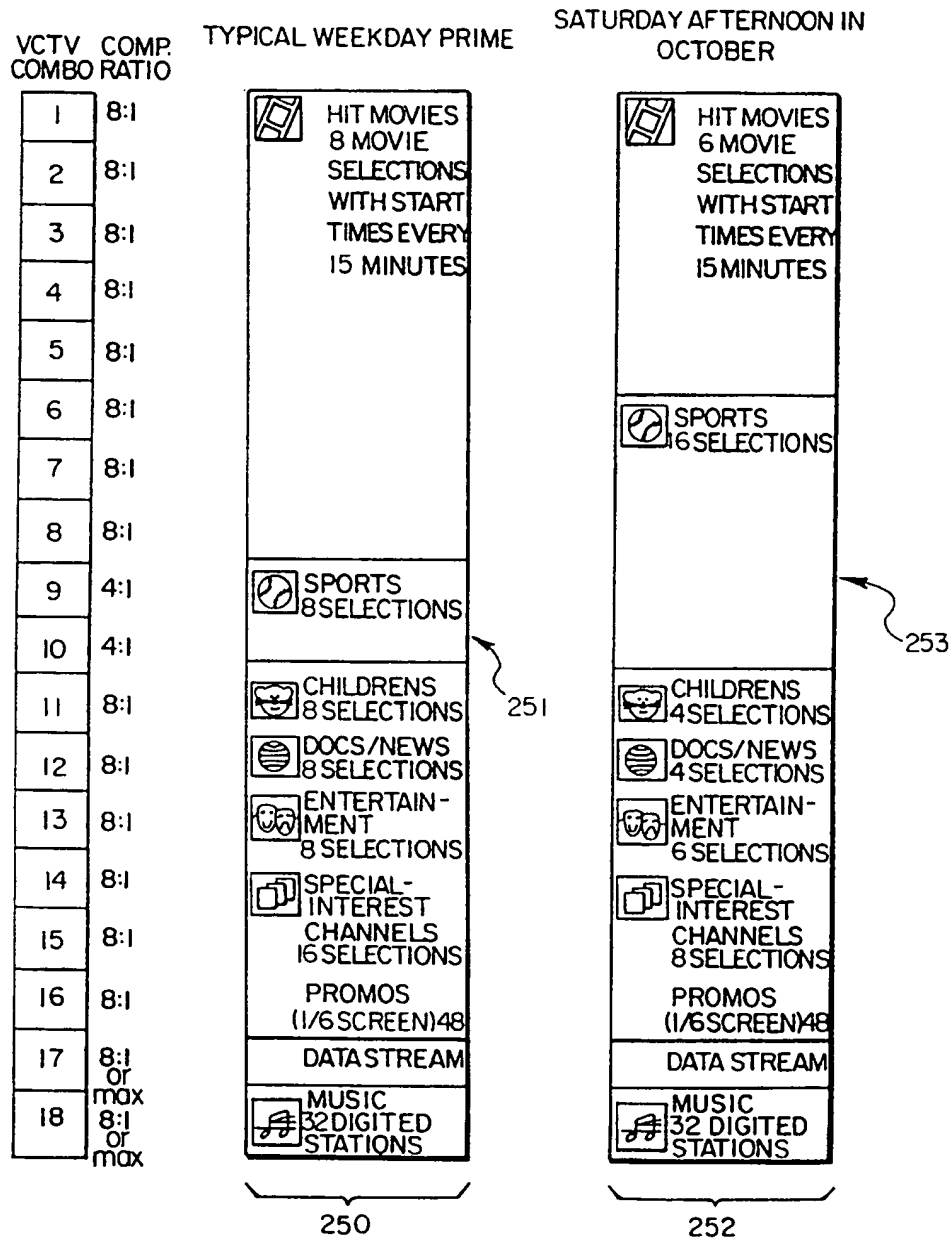 VCTV COMP.
COMBO RATIO
TYPICAL WEEKDAY PRIME
SATURDAY AFTERNOON IN
OCTOBER
1 8:1
2 8:1
3 8:1
4 8:1
5 8:1
6 8:1
7 8:1
8 8:1
9 4:1
10 4:1
11 8:1
12 8:1
13 8:1
14 8:1
15 8:1
16 8:1
17 8:1
or
max
18 8:1
or
max
HIT MOVIES
8 MOVIE
SELECTIONS
WITH START
TIMES EVERY
15 MINUTES
SPORTS
8 SELECTIONS
251
CHILDRENS
8 SELECTIONS
DOCS/NEWS
8 SELECTIONS
ENTERTAIN-
MENT
8 SELECTIONS
SPECIAL-
INTEREST
CHANNELS
16 SELECTIONS
PROMOS
(1/6 SCREEN) 48
DATA STREAM
MUSIC
32 DIGITED
STATIONS
250
HIT MOVIES
6 MOVIE
SELECTIONS
WITH START
TIMES EVERY
15 MINUTES
SPORTS
16 SELECTIONS
253
CHILDRENS
4 SELECTIONS
DOCS/NEWS
4 SELECTIONS
ENTERTAIN-
MENT
6 SELECTIONS
SPECIAL-
INTEREST
CHANNELS
8 SELECTIONS
PROMOS
(1/6 SCREEN) 48
DATA STREAM
MUSIC
32 DIGITED
STATIONS
252